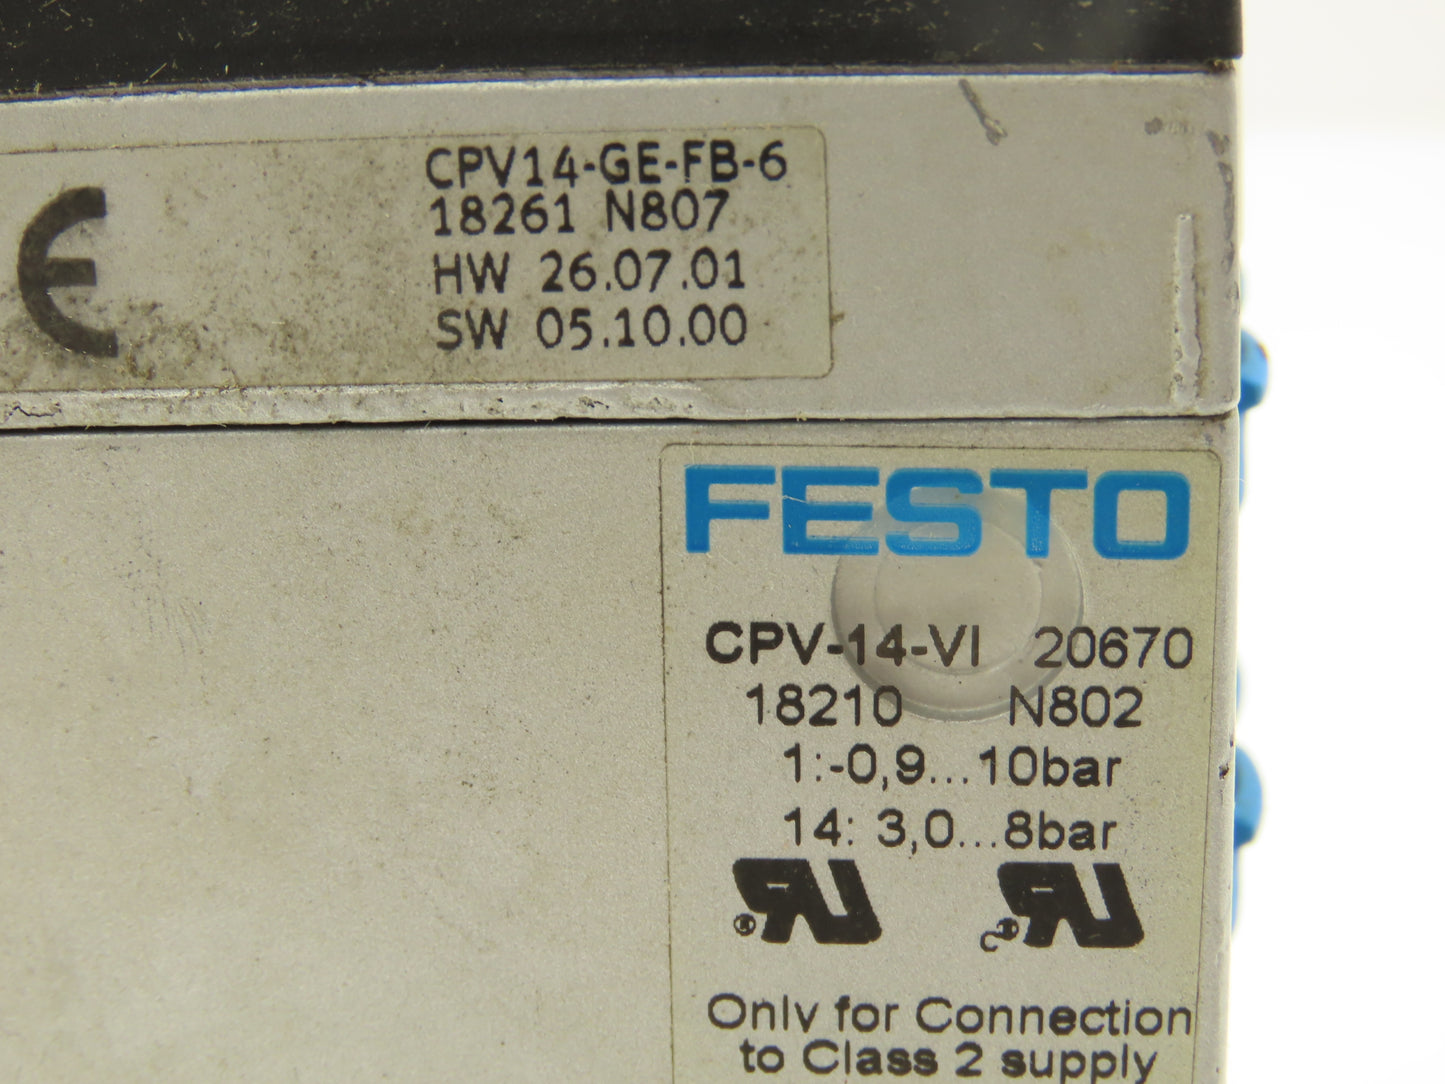 CE
CPV14-GE-FB-6
18261 N807
HW 26.07.01
SW 05.10.00
FESTO
CPV-14-VI 20670
18210 N802
1:-0,9...10bar
14: 3,0...8bar
Only for Connection
to Class 2 supply